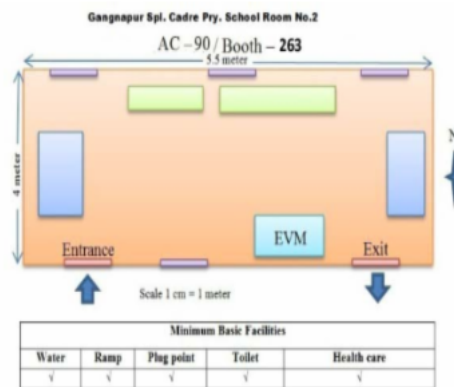 Gangnapur Spl. Cadre Pry. School Room No.2
AC – 90 / Booth – 263
5.5 meter
4 meter
N
EVM
Entrance
Exit
Scale 1 cm = 1 meter
Minimum Basic Facilities
Water Ramp Plug point Toilet Health care
√ √ √ √ √